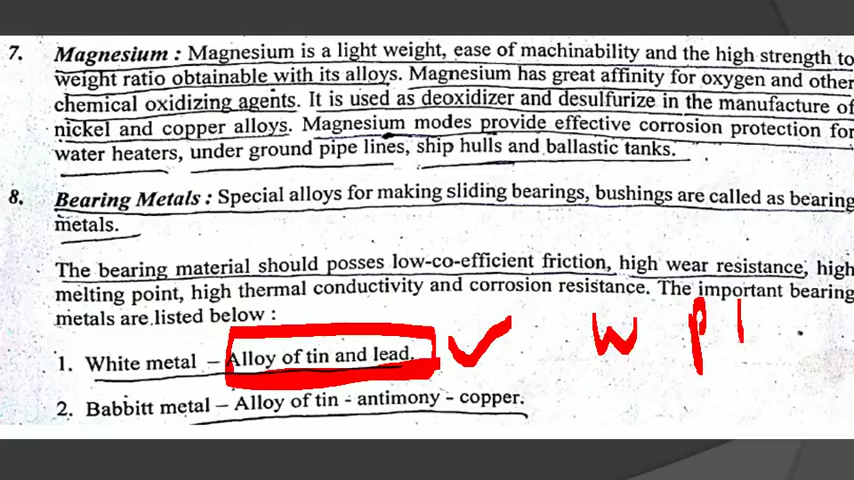 7. Magnesium : Magnesium is a light weight, ease of machinability and the high strength to
weight ratio obtainable with its alloys. Magnesium has great affinity for oxygen and other
chemical oxidizing agents. It is used as deoxidizer and desulfurize in the manufacture of
nickel and copper alloys. Magnesium modes provide effective corrosion protection for
water heaters, under ground pipe lines, ship hulls and ballastic tanks.
8. Bearing Metals : Special alloys for making sliding bearings, bushings are called as bearing
metals.
The bearing material should posses low-co-efficient friction, high wear resistance, high
melting point, high thermal conductivity and corrosion resistance. The important bearing
metals are listed below :
1. White metal – Alloy of tin and lead. W P
2. Babbitt metal – Alloy of tin - antimony - copper.